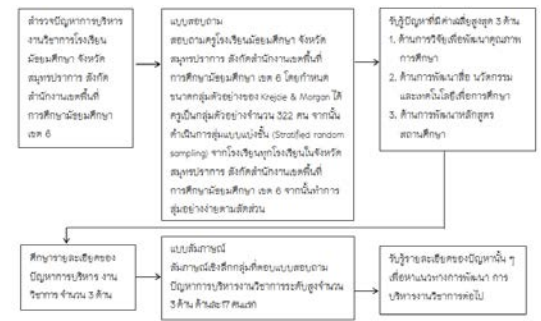 สำรวจปัญหาการบริหาร
งานวิชาการโรงเรียน
มัธยมศึกษา จังหวัด
สมุทรปราการ สังกัด
สำนักงานเขตพื้นที่
การศึกษามัธยมศึกษา
เขต 6
แบบสอบถาม
สอบถามครูโรงเรียนมัธยมศึกษา จังหวัด
สมุทรปราการ สังกัดสำนักงานเขตพื้นที่
การศึกษามัธยมศึกษา เขต 6 โดยกำหนด
ขนาดกลุ่มตัวอย่างของ Krejcie & Morgan ได้
ครูเป็นกลุ่มตัวอย่างจำนวน 322 คน จากนั้น
ดำเนินการสุ่มแบบแบ่งชั้น (Stratified random
sampling) จากโรงเรียนทุกโรงเรียนในจังหวัด
สมุทรปราการ สังกัดสำนักงานเขตพื้นที่
การศึกษามัธยมศึกษา เขต 6 จากนั้นทำการ
สุ่มอย่างง่ายตามสัดส่วน
รับรู้ปัญหาที่มีค่าเฉลี่ยสูงสุด 3 ด้าน
1. ด้านการวิจัยเพื่อพัฒนาคุณภาพ
การศึกษา
2. ด้านการพัฒนาสื่อ นวัตกรรม
และเทคโนโลยีเพื่อการศึกษา
3. ด้านการพัฒนาหลักสูตร
สถานศึกษา
ศึกษารายละเอียดของ
ปัญหาการบริหาร งาน
วิชาการ จำนวน 3 ด้าน
แบบสัมภาษณ์
สัมภาษณ์เชิงลึกกลุ่มที่ตอบแบบสอบถาม
ปัญหาการบริหารงานวิชาการระดับสูงจำนวน
3 ด้าน ด้านละ 17 คนแรก
รับรู้รายละเอียดของปัญหานั้น ๆ
เพื่อหาแนวทางการพัฒนา การ
บริหารงานวิชาการต่อไป